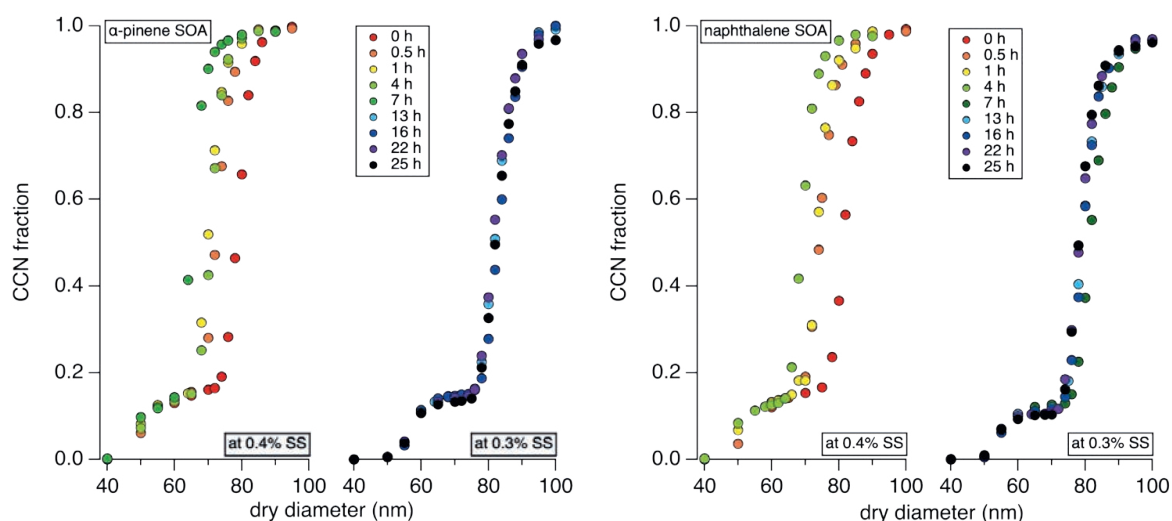 α-pinene SOA
CCN fraction
1.0
0.8
0.6
0.4
0.2
0.0
0 h
0.5 h
1 h
4 h
7 h
13 h
16 h
22 h
25 h
at 0.4% SS
at 0.3% SS
40 60 80 100
40 60 80 100
dry diameter (nm)
naphthalene SOA
CCN fraction
1.0
0.8
0.6
0.4
0.2
0.0
0 h
0.5 h
1 h
4 h
7 h
13 h
16 h
22 h
25 h
at 0.4% SS
at 0.3% SS
40 60 80 100
40 60 80 100
dry diameter (nm)